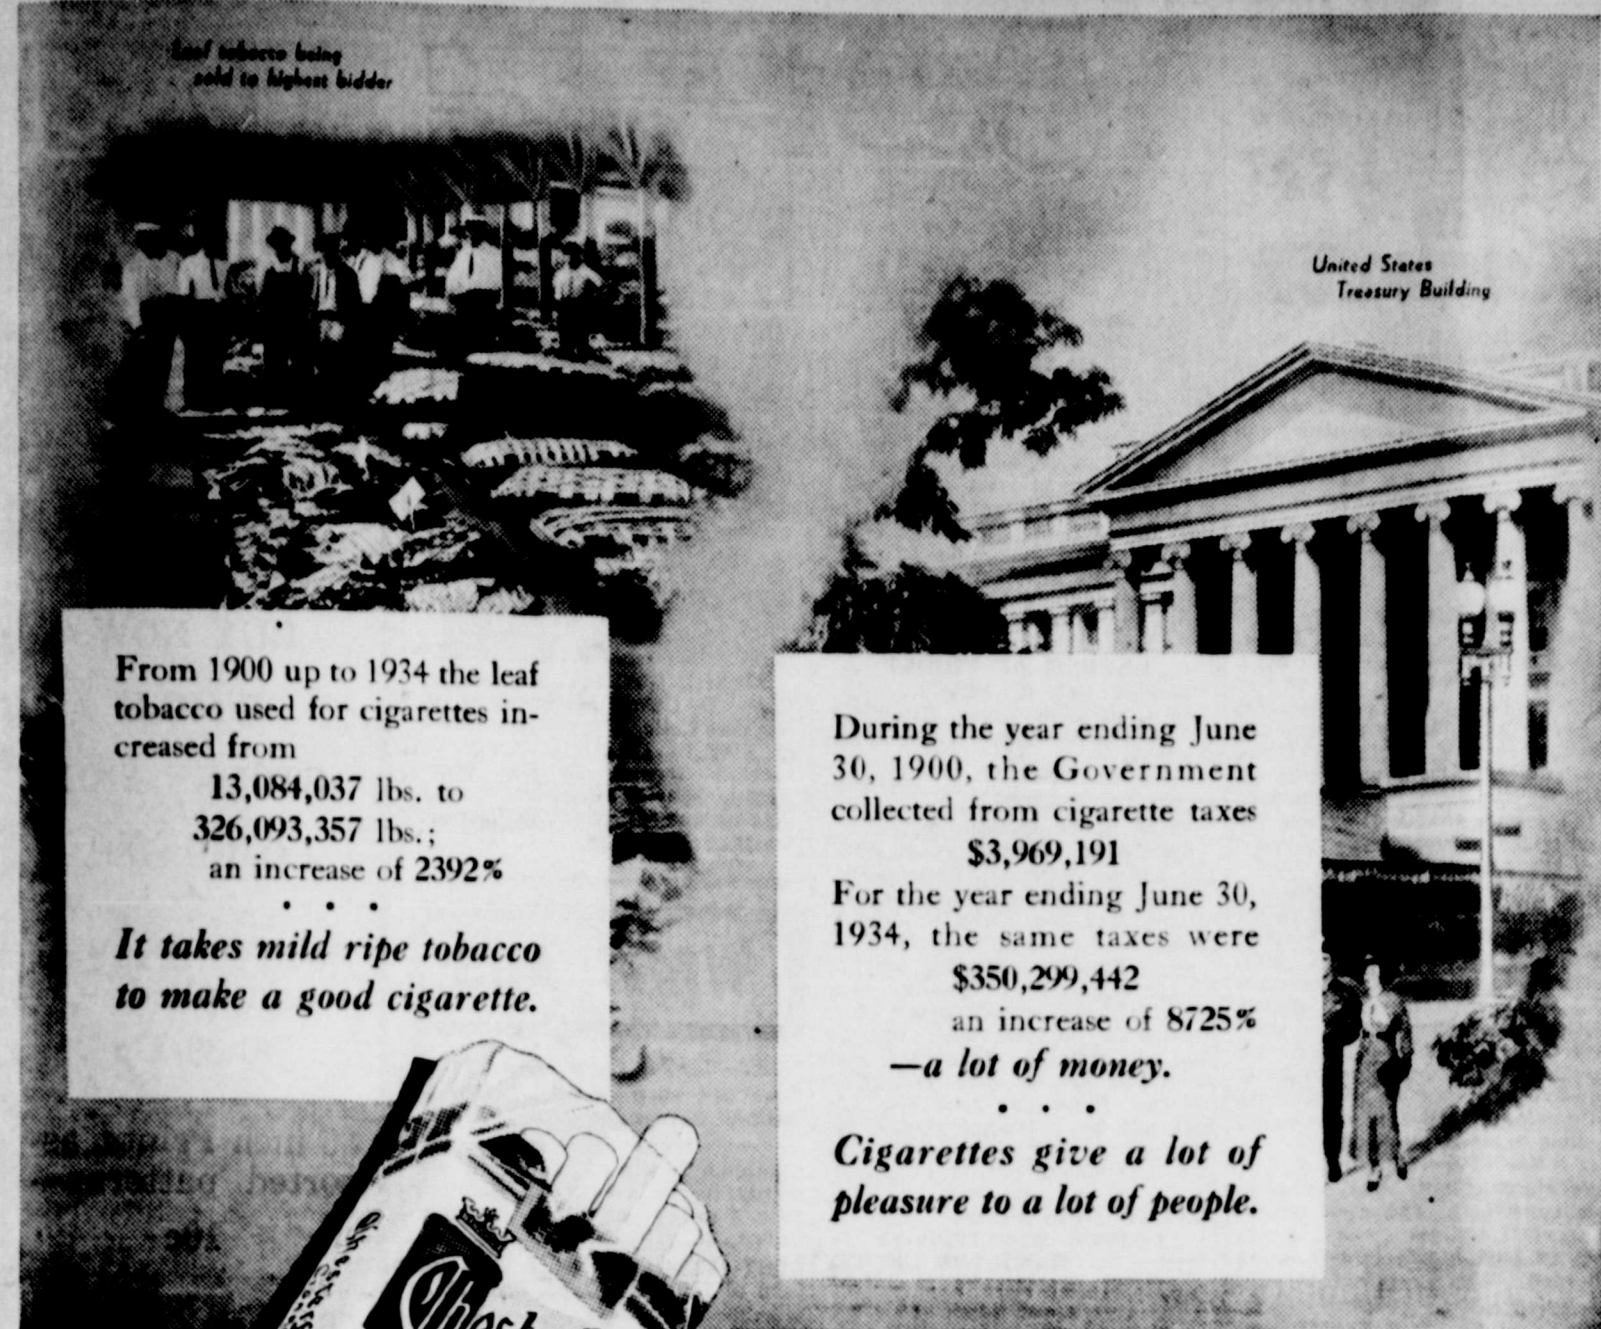 Leaf tobacco being
sold to highest bidder
United States
Treasury Building
From 1900 up to 1934 the leaf
tobacco used for cigarettes in-
creased from
13,084,037 lbs. to
326,093,357 lbs.;
an increase of 2392%
• • •
It takes mild ripe tobacco
to make a good cigarette.
During the year ending June
30, 1900, the Government
collected from cigarette taxes
$3,969,191
For the year ending June 30,
1934, the same taxes were
$350,299,442
an increase of 8725%
—a lot of money.
• • •
Cigarettes give a lot of
pleasure to a lot of people.